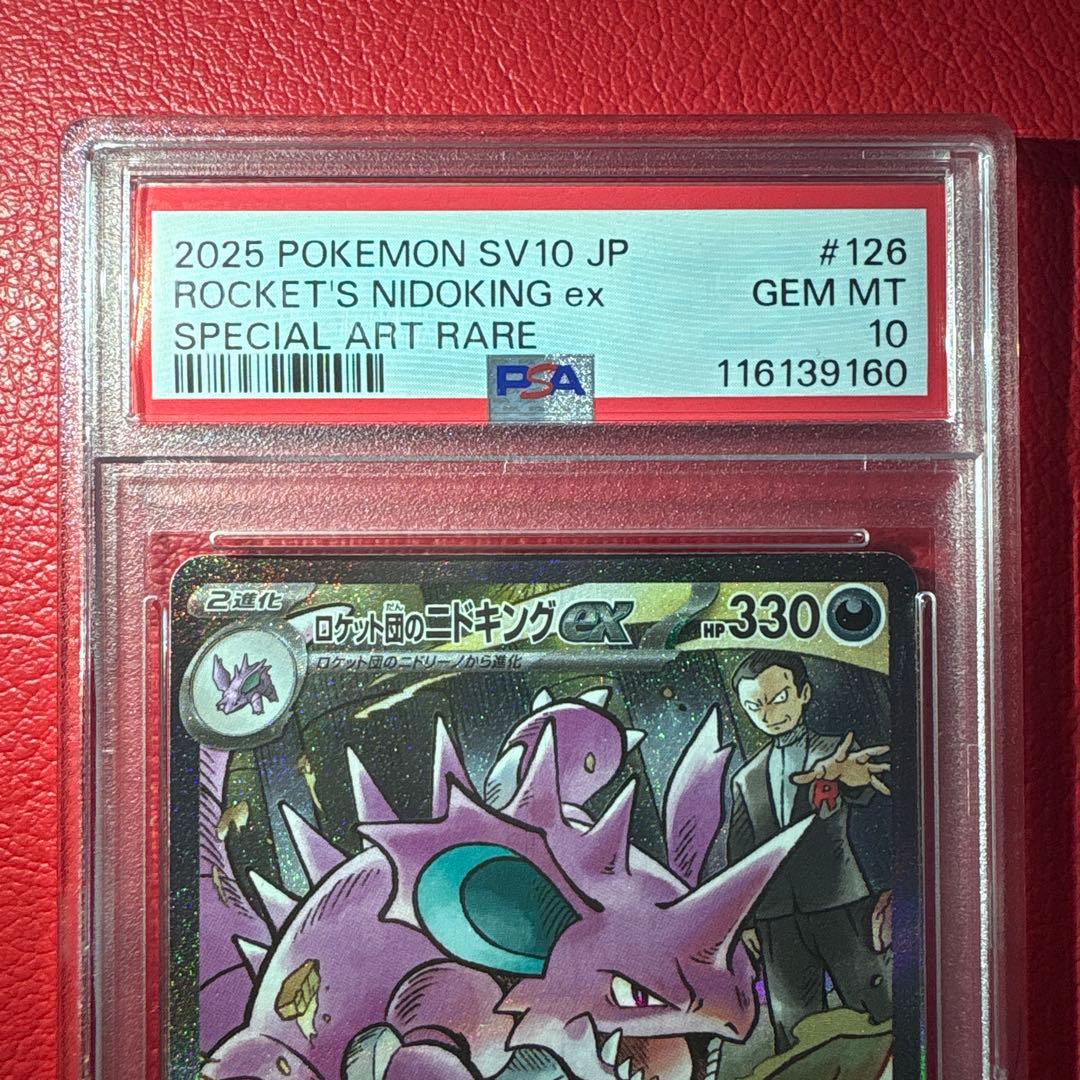 2025 POKEMON SV10 JP #126
ROCKET'S NIDOKING ex GEM MT
SPECIAL ART RARE 10
PSA 116139160
2進化 ロケット団のニドキングex HP330
だん
ロケット団のニドリーノから進化
R